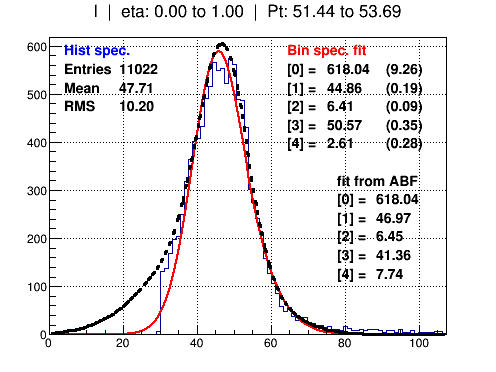 I | eta: 0.00 to 1.00 | Pt: 51.44 to 53.69
Hist spec.
Entries 11022
Mean 47.71
RMS 10.20
Bin spec. fit
[0] = 618.04 (9.26)
[1] = 44.86 (0.19)
[2] = 6.41 (0.09)
[3] = 50.57 (0.35)
[4] = 2.61 (0.28)
fit from ABF
[0] = 618.04
[1] = 46.97
[2] = 6.45
[3] = 41.36
[4] = 7.74
600
500
400
300
200
100
0
0 20 40 60 80 100